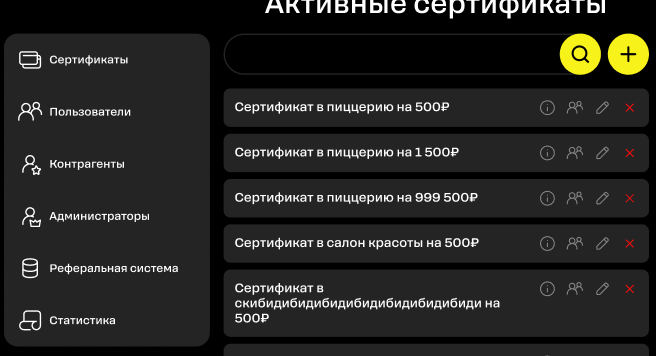 Активные сертификаты
Сертификаты
Пользователи
Контрагенты
Администраторы
Реферальная система
Статистика
Сертификат в пиццерию на 500₽
Сертификат в пиццерию на 1 500₽
Сертификат в пиццерию на 999 500₽
Сертификат в салон красоты на 500₽
Сертификат в
скибидибидибидибидибидибидибиди на
500₽